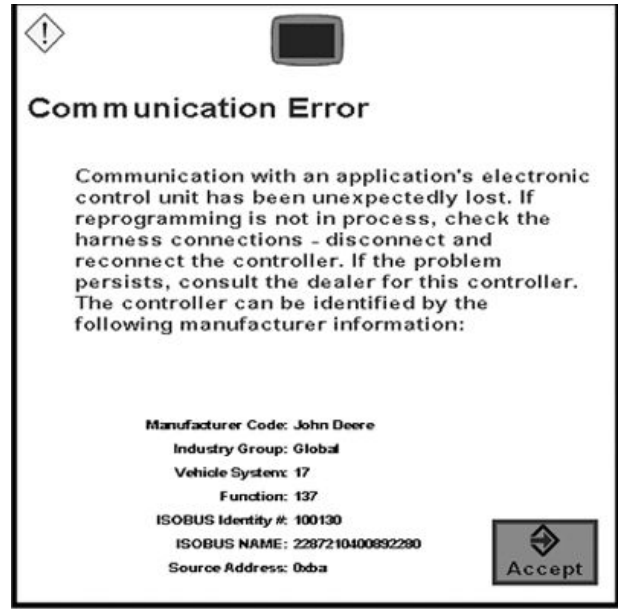 Communication Error
Communication with an application's electronic
control unit has been unexpectedly lost. If
reprogramming is not in process, check the
harness connections - disconnect and
reconnect the controller. If the problem
persists, consult the dealer for this controller.
The controller can be identified by the
following manufacturer information:
Manufacturer Code: John Deere
Industry Group: Global
Vehicle System: 17
Function: 137
ISOBUS Identity #: 100130
ISOBUS NAME: 2287210400892280
Source Address: 0xba
Accept